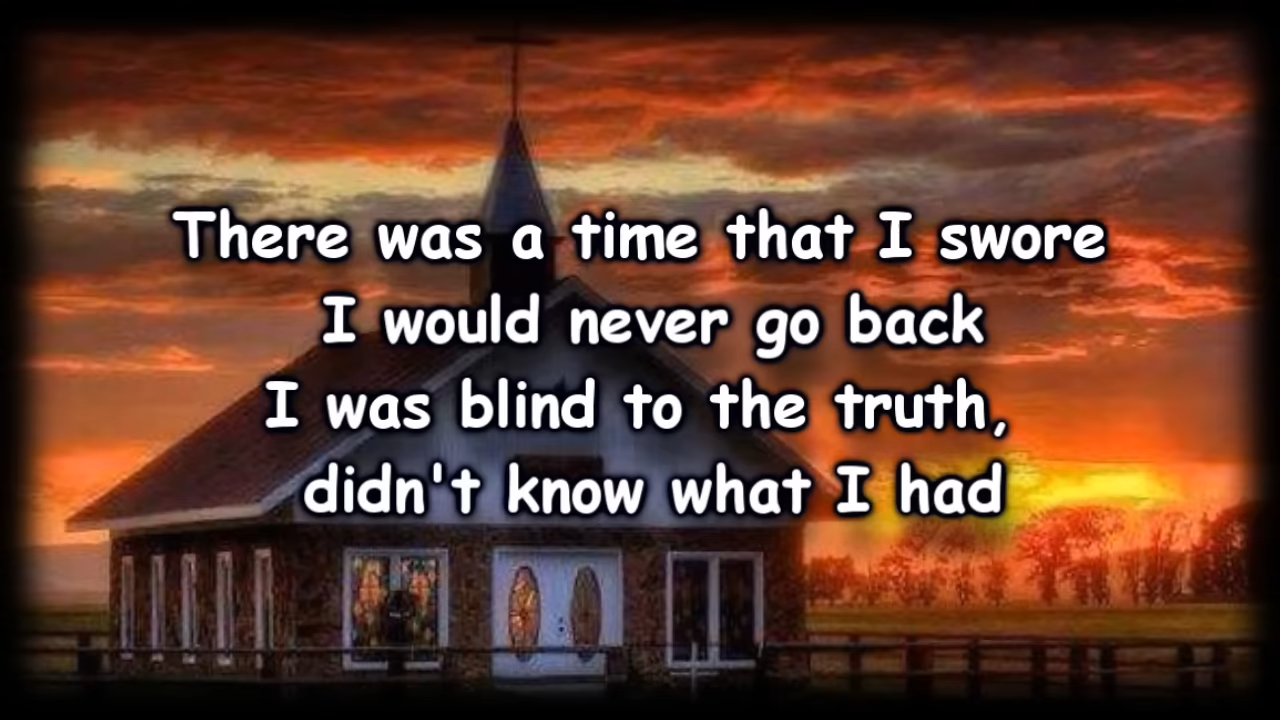 There was a time that I swore
I would never go back
I was blind to the truth,
didn't know what I had